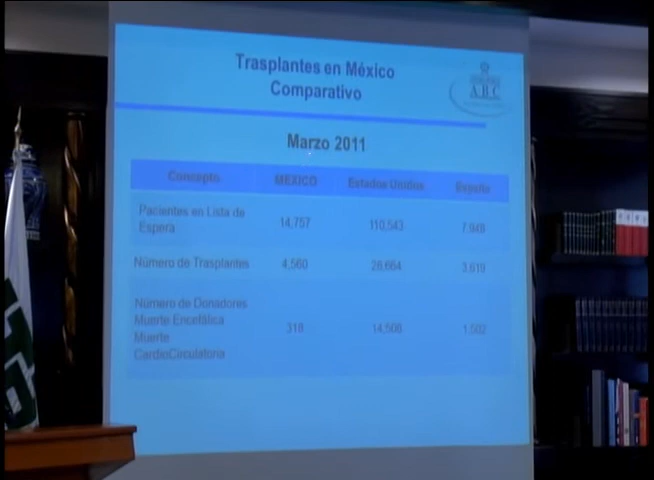 Trasplantes en México
Comparativo
A B C
Marzo 2011
Concepto MEXICO Estados Unidos España
Pacientes en Lista de
Espera 14,757 110,543 7,948
Número de Trasplantes 4,560 28,664
Número de Donadores
Muerte Encefálica
Muerte
CardioCirculatoria 318 14,506 1,502